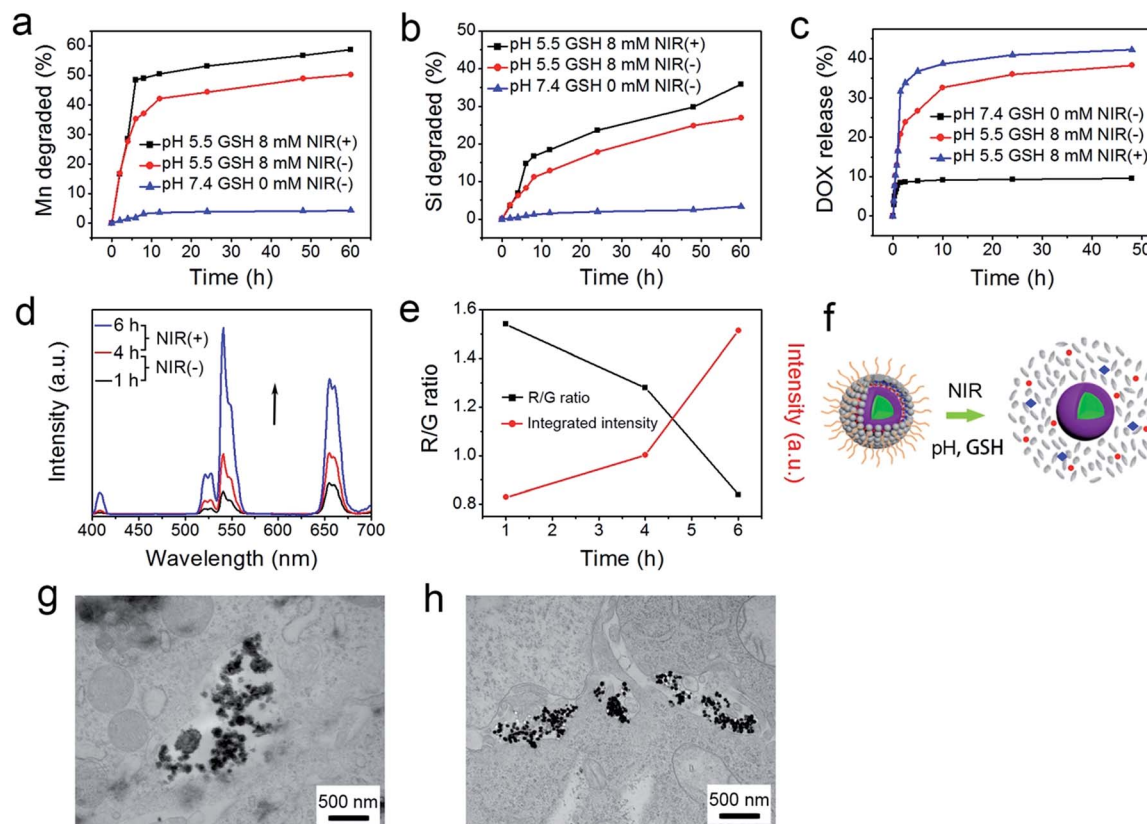 a
Mn degraded (%)
60
50
40
30
20
10
0
pH 5.5 GSH 8 mM NIR(+)
pH 5.5 GSH 8 mM NIR(-)
pH 7.4 GSH 0 mM NIR(-)
0 10 20 30 40 50 60
Time (h)
b
Si degraded (%)
50
40
30
20
10
0
pH 5.5 GSH 8 mM NIR(+)
pH 5.5 GSH 8 mM NIR(-)
pH 7.4 GSH 0 mM NIR(-)
0 10 20 30 40 50 60
Time (h)
c
DOX release (%)
45
40
35
30
25
20
15
10
5
0
pH 7.4 GSH 0 mM NIR(-)
pH 5.5 GSH 8 mM NIR(-)
pH 5.5 GSH 8 mM NIR(+)
0 10 20 30 40 50
Time (h)
d
Intensity (a.u.)
6 h
NIR(+)
4 h
NIR(-)
1 h
400 450 500 550 600 650 700
Wavelength (nm)
e
R/G ratio
1.6
1.4
1.2
1.0
0.8
R/G ratio
Integrated intensity
1 2 3 4 5 6
Time (h)
Intensity (a.u.)
f
NIR
pH, GSH
g
500 nm
h
500 nm